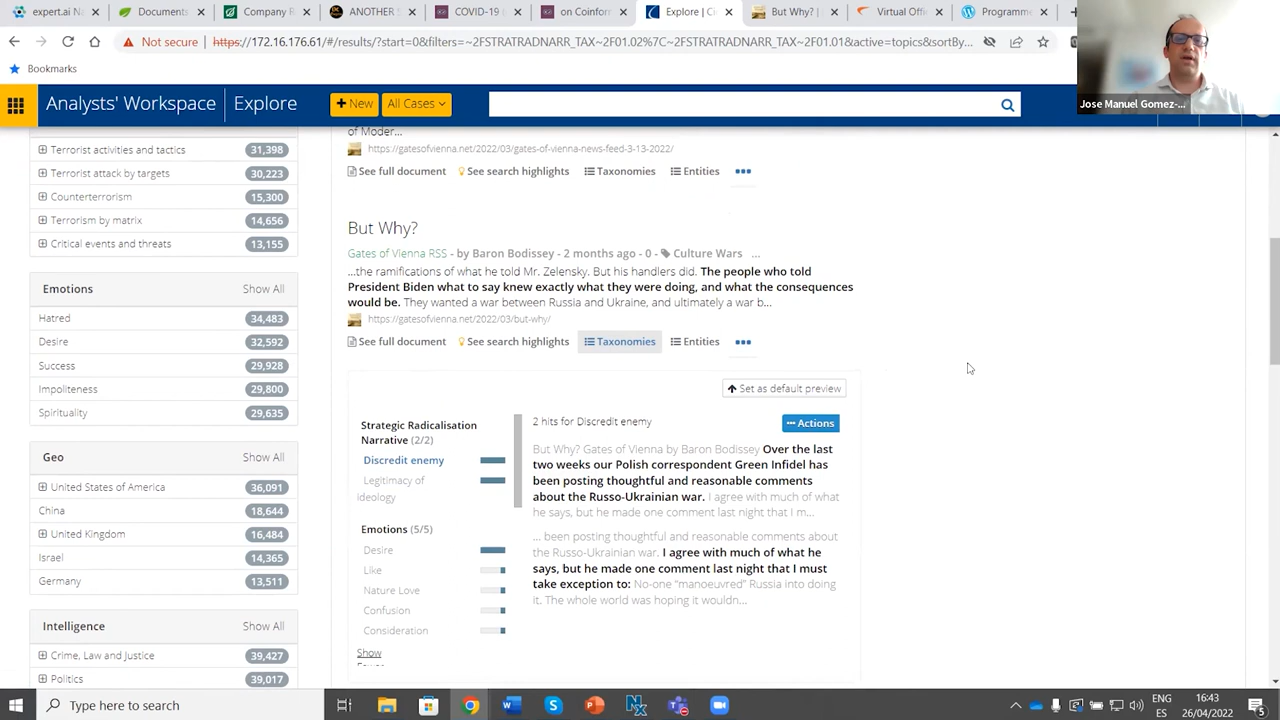 expert.ai N
Documents
Company R
ANOTHER S
COVID-19
on Coinfor
Explore | Ci
But Why? |
Virtual Offi
Programme
Not secure
https://172.16.176.61/#/results/?start=0&filters=~2FSTRATRADNARR_TAX~2F01.02%7C~2FSTRATRADNARR_TAX~2F01.01&active=topics&sortBy...
Bookmarks
Jose Manuel Gomez-...
Analysts' Workspace
Explore
+ New
All Cases
Terrorist activities and tactics 31,398
Terrorist attack by targets 30,223
Counterterrorism 15,300
Terrorism by matrix 14,656
Critical events and threats 13,155
Emotions Show All
Hatred 34,483
Desire 32,592
Success 29,928
Impoliteness 29,800
Spirituality 29,635
Geo Show All
United States of America 36,091
China 18,644
United Kingdom 16,484
Israel 14,365
Germany 13,511
Intelligence Show All
Crime, Law and Justice 39,427
Politics 39,017
of Moder...
https://gatesofvienna.net/2022/03/gates-of-vienna-news-feed-3-13-2022/
See full document See search highlights Taxonomies Entities
But Why?
Gates of Vienna RSS - by Baron Bodissey - 2 months ago - 0 - Culture Wars ...
...the ramifications of what he told Mr. Zelensky. But his handlers did. The people who told
President Biden what to say knew exactly what they were doing, and what the consequences
would be. They wanted a war between Russia and Ukraine, and ultimately a war b...
https://gatesofvienna.net/2022/03/but-why/
See full document See search highlights Taxonomies Entities
Set as default preview
Strategic Radicalisation
Narrative (2/2)
Discredit enemy
Legitimacy of
ideology
Emotions (5/5)
Desire
Like
Nature Love
Confusion
Consideration
Show
Fewer
2 hits for Discredit enemy
Actions
But Why? Gates of Vienna by Baron Bodissey Over the last
two weeks our Polish correspondent Green Infidel has
been posting thoughtful and reasonable comments
about the Russo-Ukrainian war. I agree with much of what
he says, but he made one comment last night that I m...
... been posting thoughtful and reasonable comments about
the Russo-Ukrainian war. I agree with much of what he
says, but he made one comment last night that I must
take exception to: No-one “manoeuvred” Russia into doing
it. The whole world was hoping it wouldn...
Type here to search
ENG
ES
16:43
26/04/2022
5